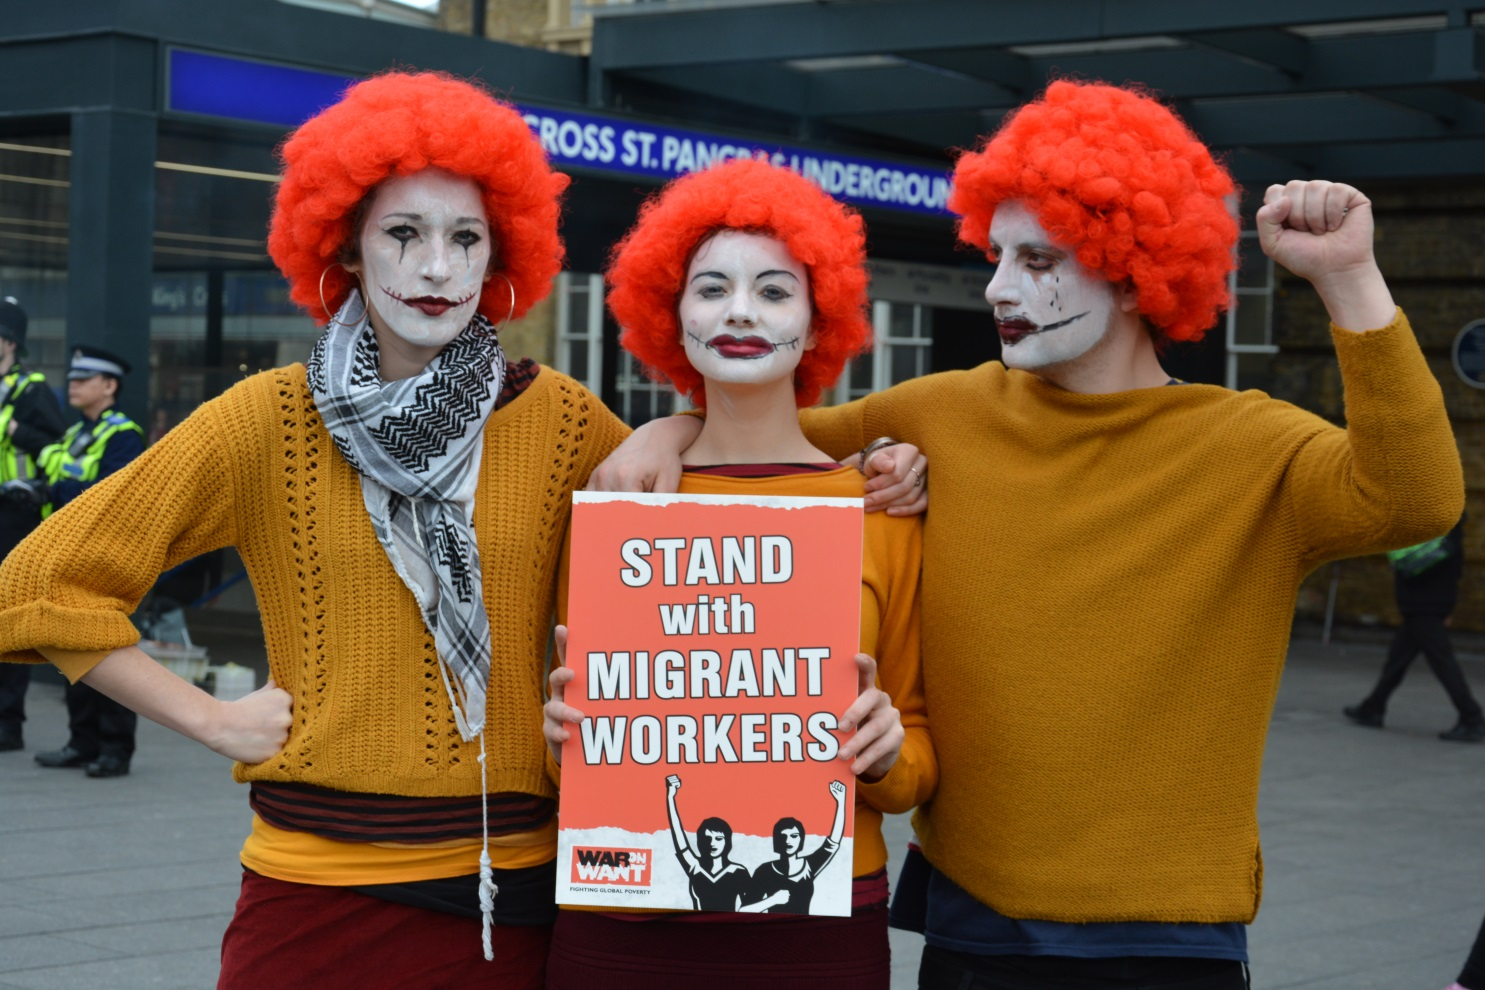 CROSS ST. PANCRAS UNDERGROUND
STAND
with
MIGRANT
WORKERS
WAR ON
WANT
FIGHTING GLOBAL POVERTY